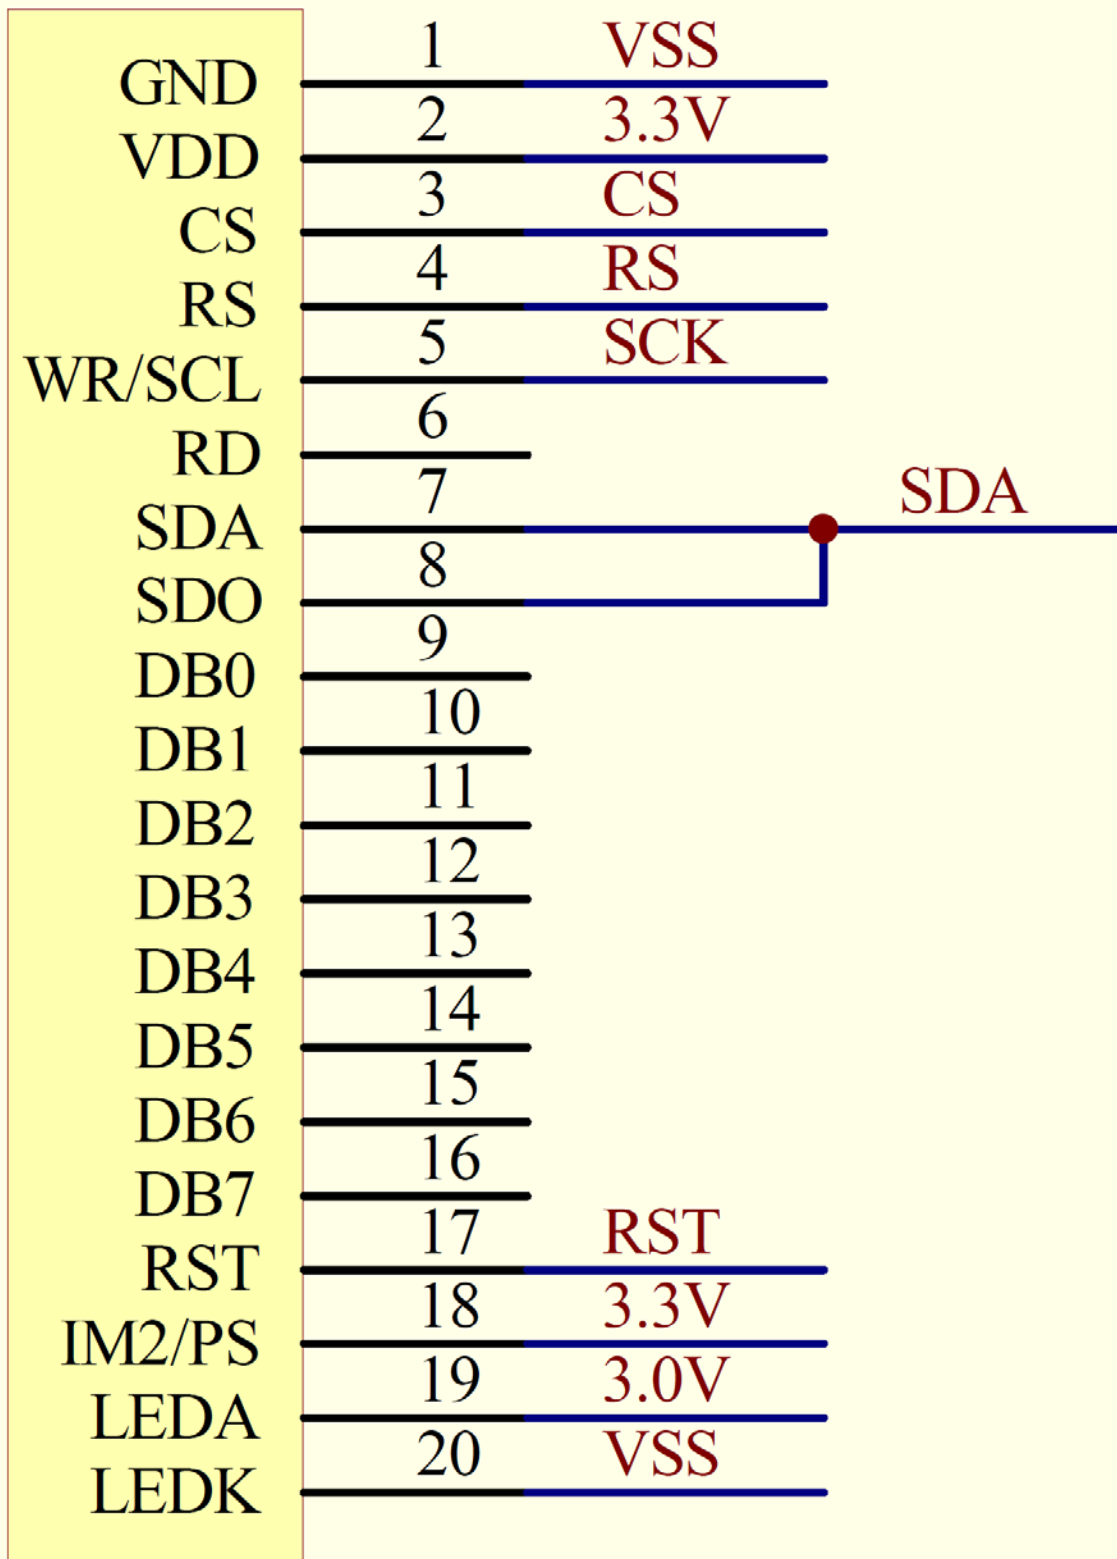 GND 1 VSS
VDD 2 3.3V
CS 3 CS
RS 4 RS
WR/SCL 5 SCK
RD 6
SDA 7 SDA
SDO 8
DB0 9
DB1 10
DB2 11
DB3 12
DB4 13
DB5 14
DB6 15
DB7 16
RST 17 RST
IM2/PS 18 3.3V
LEDA 19 3.0V
LEDK 20 VSS